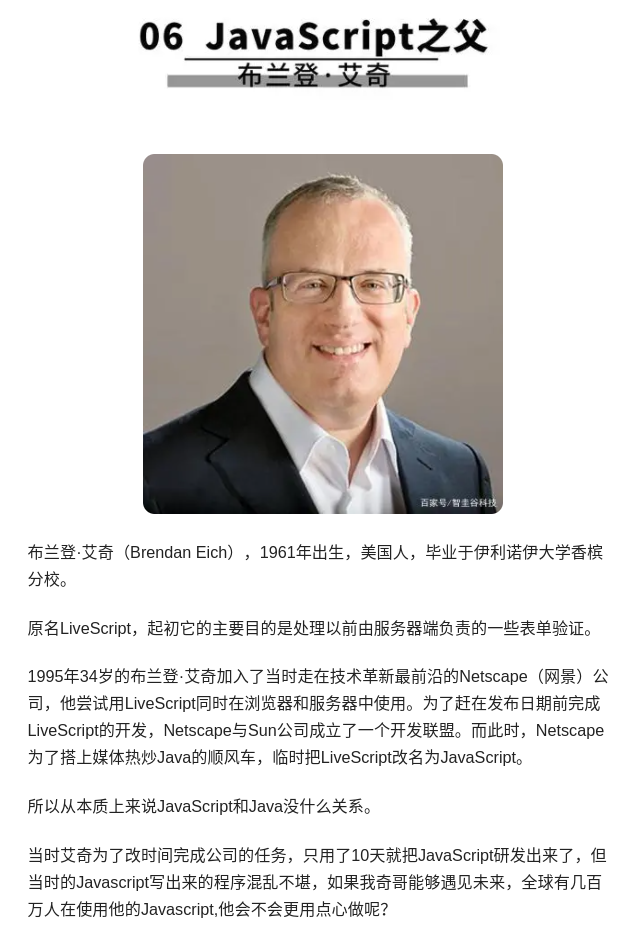 06 JavaScript之父
布兰登·艾奇
百家号/智圭谷科技
布兰登·艾奇（Brendan Eich），1961年出生，美国人，毕业于伊利诺伊大学香槟
分校。
原名LiveScript，起初它的主要目的是处理以前由服务器端负责的一些表单验证。
1995年34岁的布兰登·艾奇加入了当时走在技术革新最前沿的Netscape（网景）公
司，他尝试用LiveScript同时在浏览器和服务器中使用。为了赶在发布日期前完成
LiveScript的开发，Netscape与Sun公司成立了一个开发联盟。而此时，Netscape
为了搭上媒体热炒Java的顺风车，临时把LiveScript改名为JavaScript。
所以从本质上来说JavaScript和Java没什么关系。
当时艾奇为了改时间完成公司的任务，只用了10天就把JavaScript研发出来了，但
当时的Javascript写出来的程序混乱不堪，如果我奇哥能够遇见未来，全球有几百
万人在使用他的Javascript,他会不会更用点心做呢？